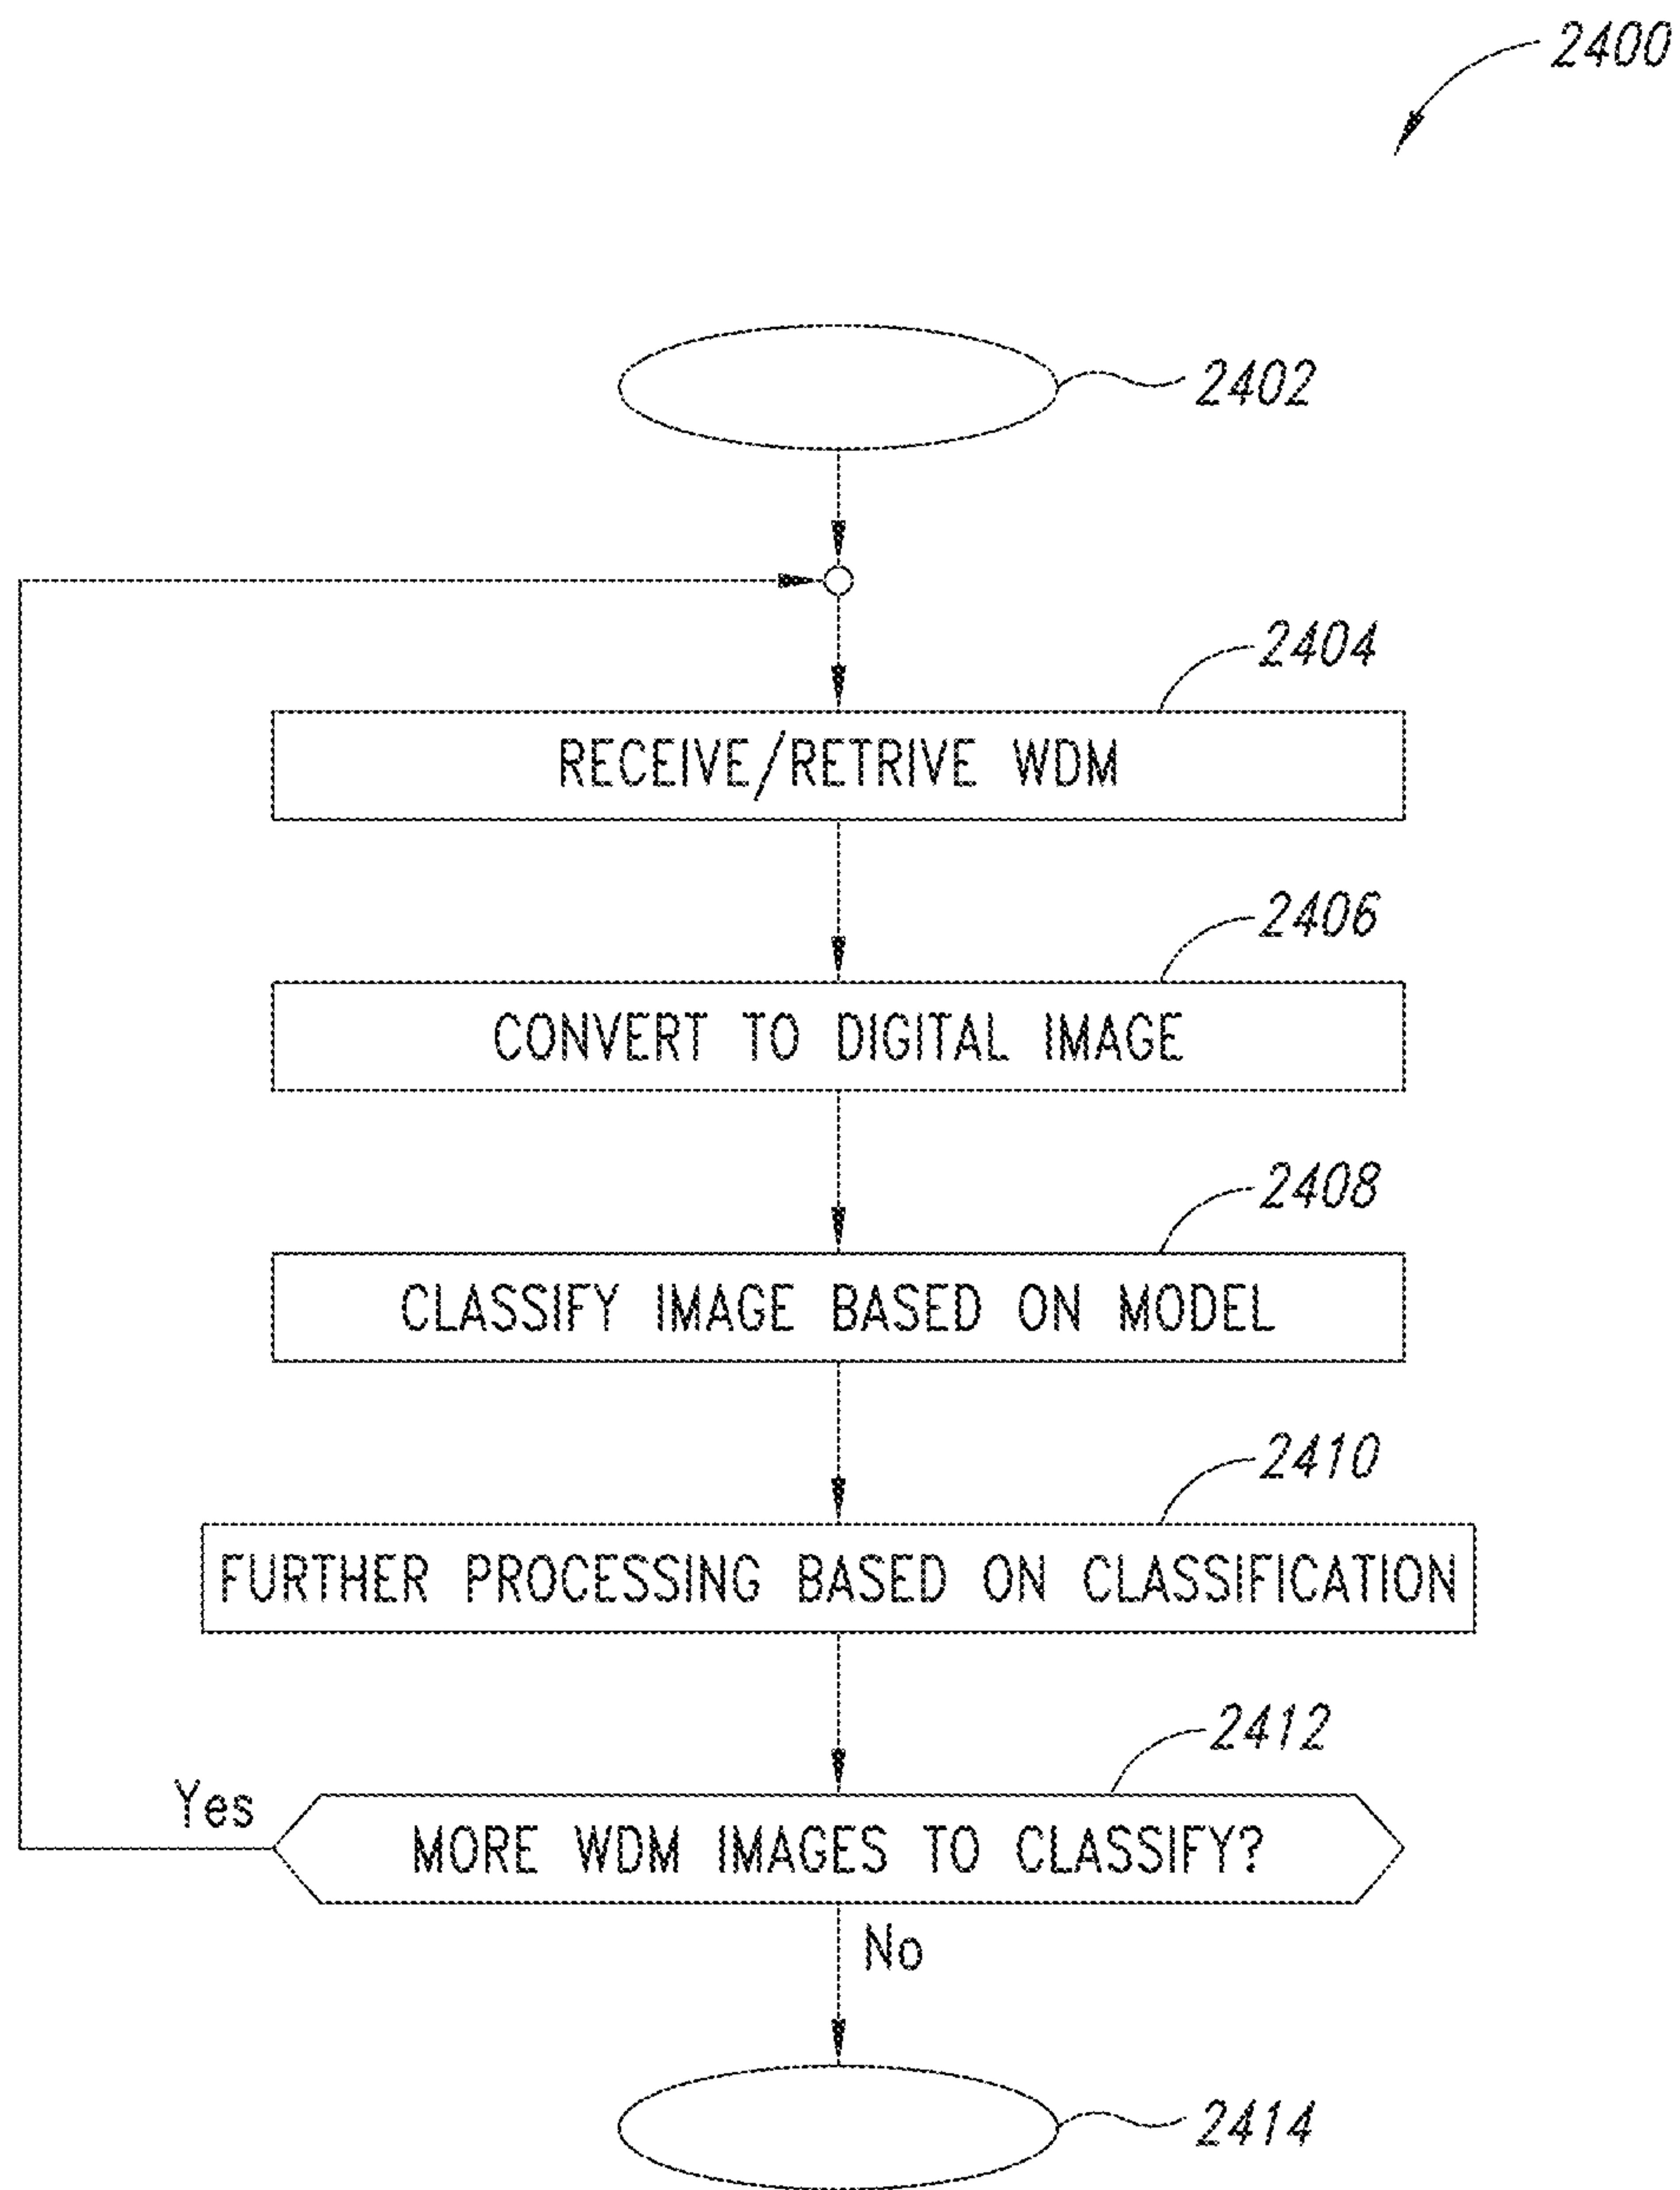 2400
2402
2404
RECEIVE/RETRIVE WDM
2406
CONVERT TO DIGITAL IMAGE
2408
CLASSIFY IMAGE BASED ON MODEL
2410
FURTHER PROCESSING BASED ON CLASSIFICATION
2412
Yes
MORE WDM IMAGES TO CLASSIFY?
No
2414